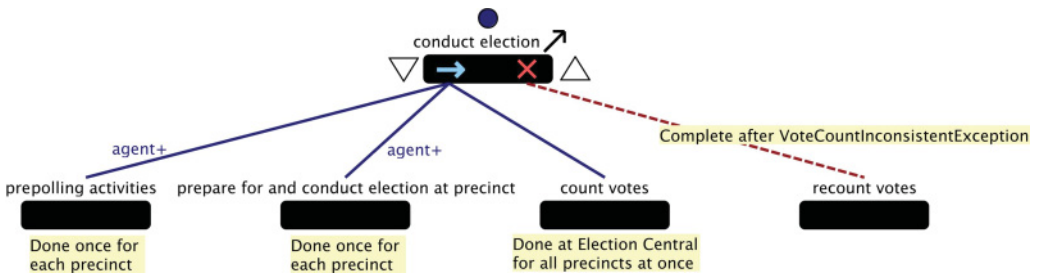 conduct election
Complete after VoteCountInconsistentException
agent+
agent+
prepolling activities
prepare for and conduct election at precinct
count votes
recount votes
Done once for
each precinct
Done once for
each precinct
Done at Election Central
for all precincts at once